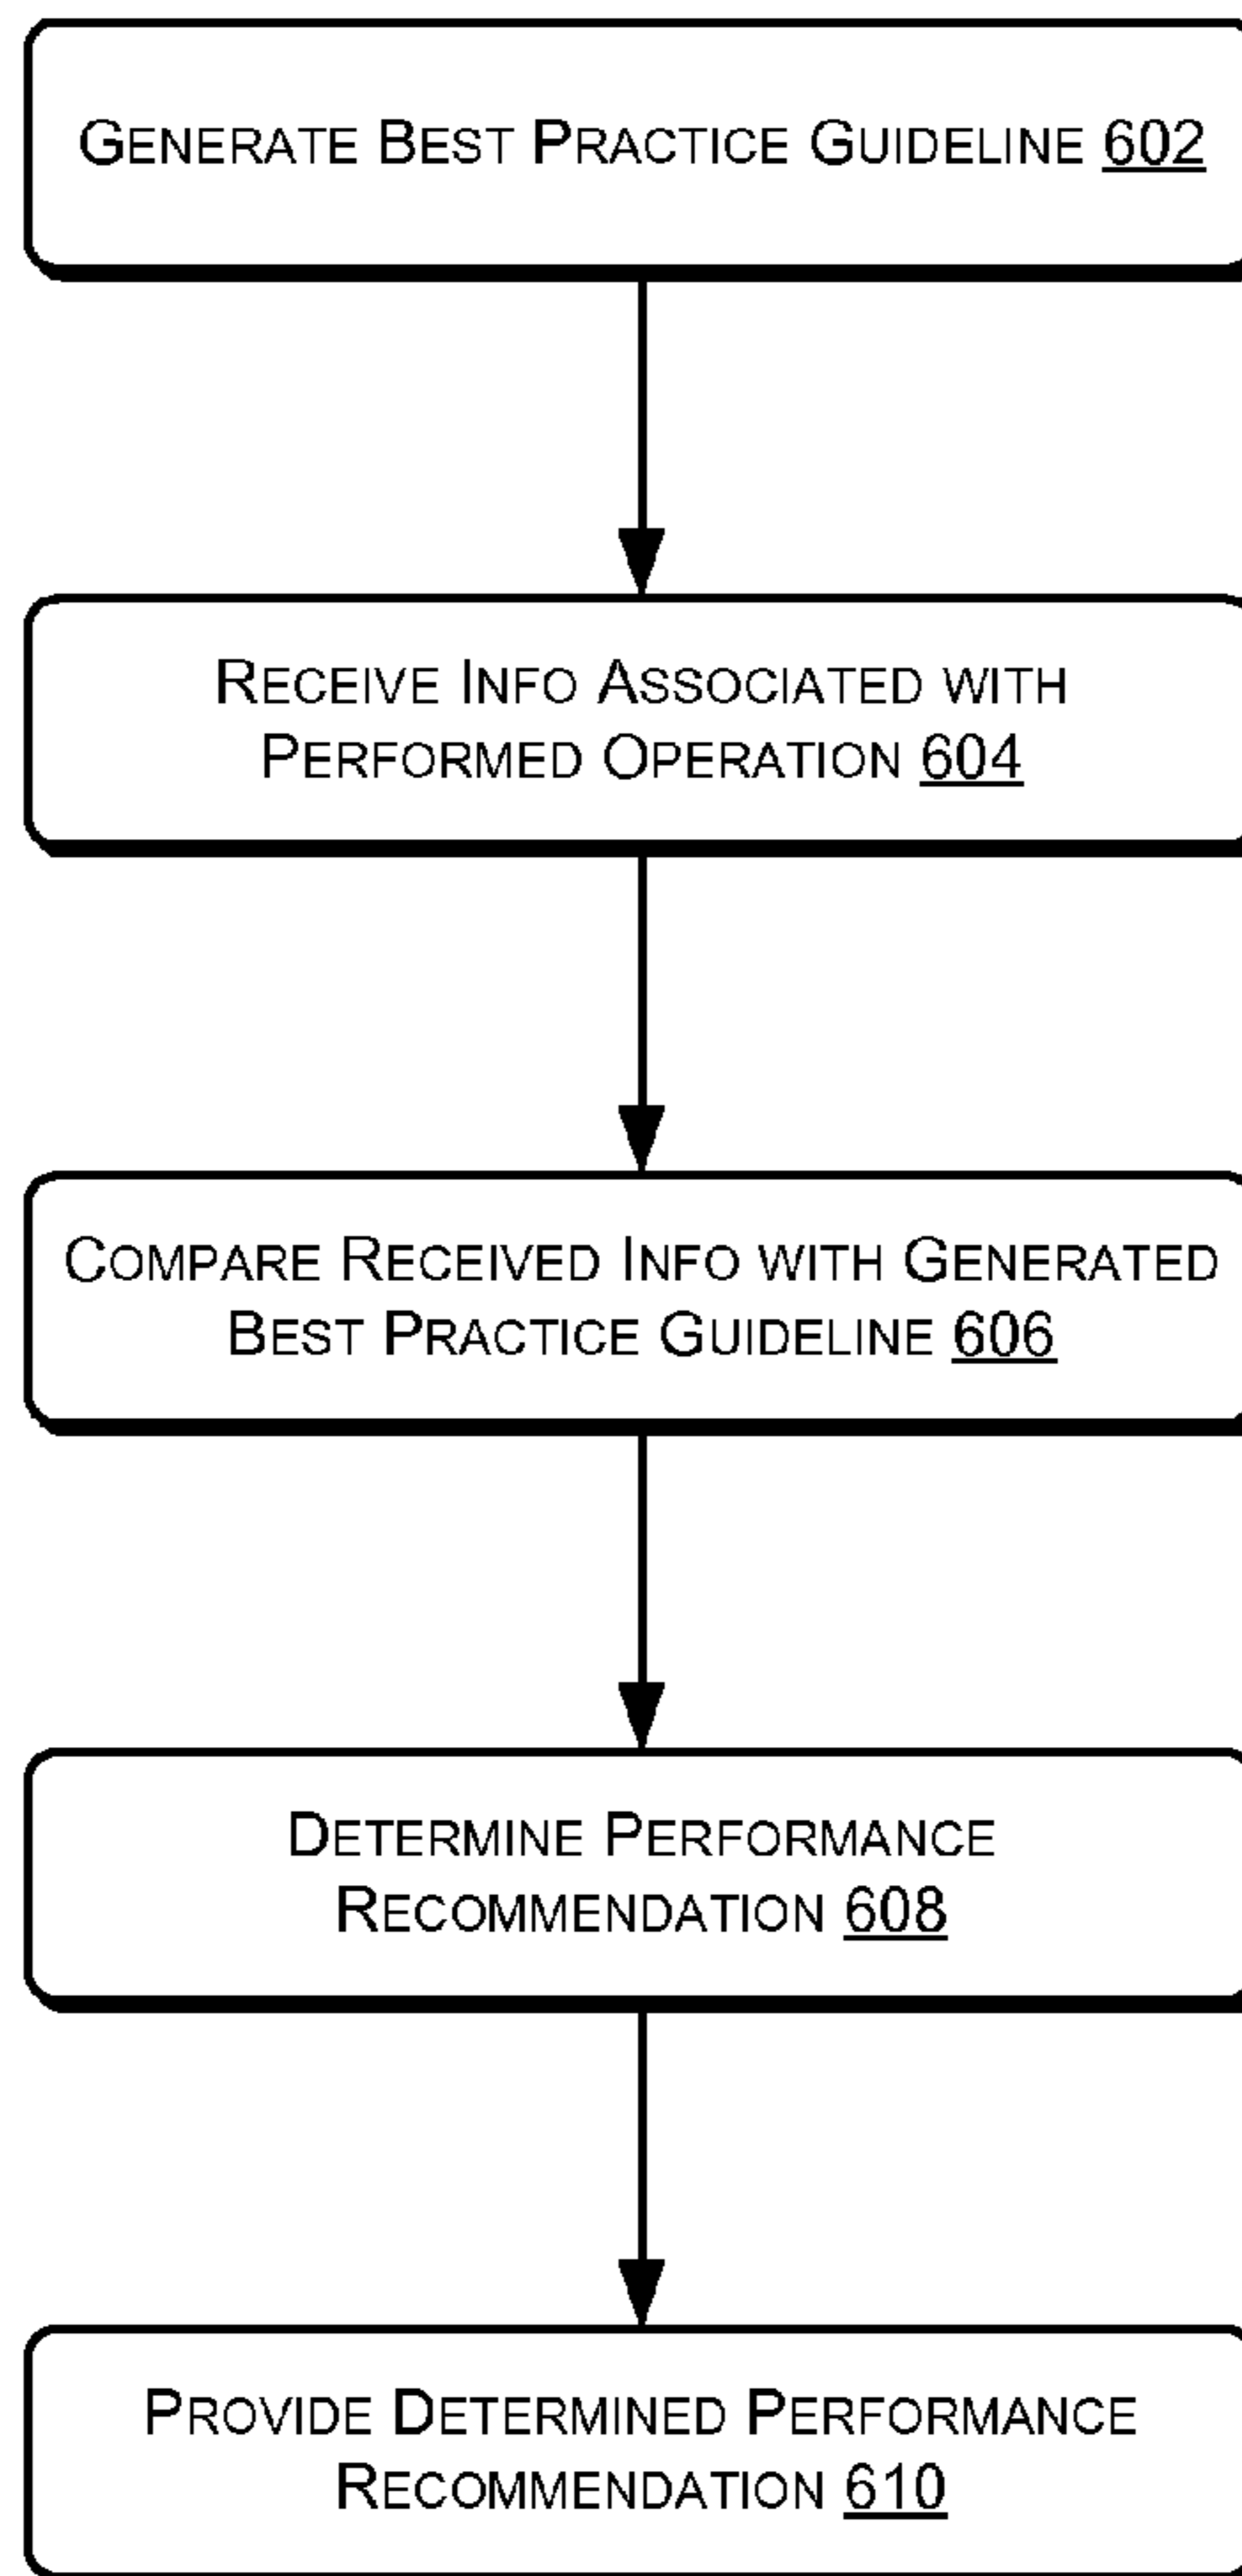 GENERATE BEST PRACTICE GUIDELINE 602
RECEIVE INFO ASSOCIATED WITH
PERFORMED OPERATION 604
COMPARE RECEIVED INFO WITH GENERATED
BEST PRACTICE GUIDELINE 606
DETERMINE PERFORMANCE
RECOMMENDATION 608
PROVIDE DETERMINED PERFORMANCE
RECOMMENDATION 610